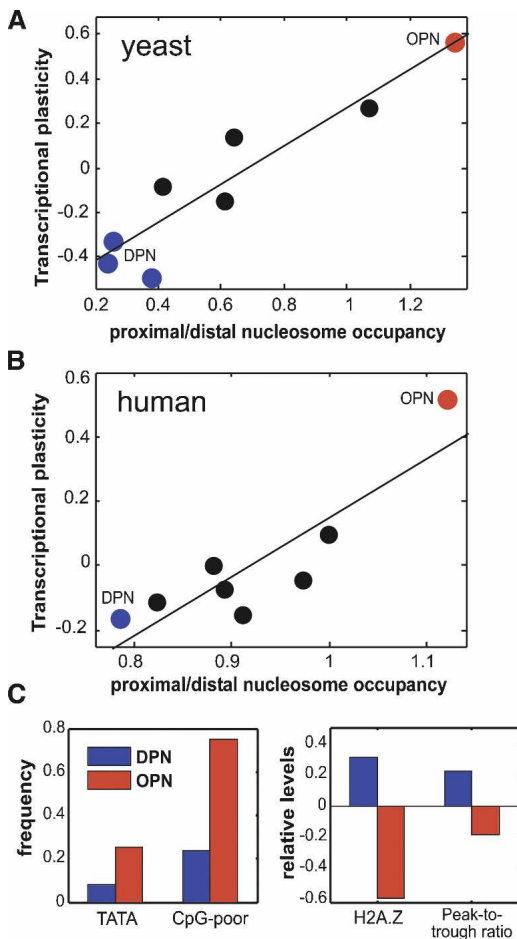 A
yeast
OPN
DPN
Transcriptional plasticity
0.6
0.4
0.2
0
-0.2
-0.4
0.2 0.4 0.6 0.8 1 1.2
proximal/distal nucleosome occupancy
B
human
OPN
DPN
Transcriptional plasticity
0.6
0.4
0.2
0
-0.2
0.8 0.9 1 1.1
proximal/distal nucleosome occupancy
C
frequency
0.8
0.4
0.2
0
DPN
OPN
TATA CpG-poor
relative levels
0.4
0.2
0
-0.2
-0.4
-0.6
H2A.Z Peak-to-
trough ratio